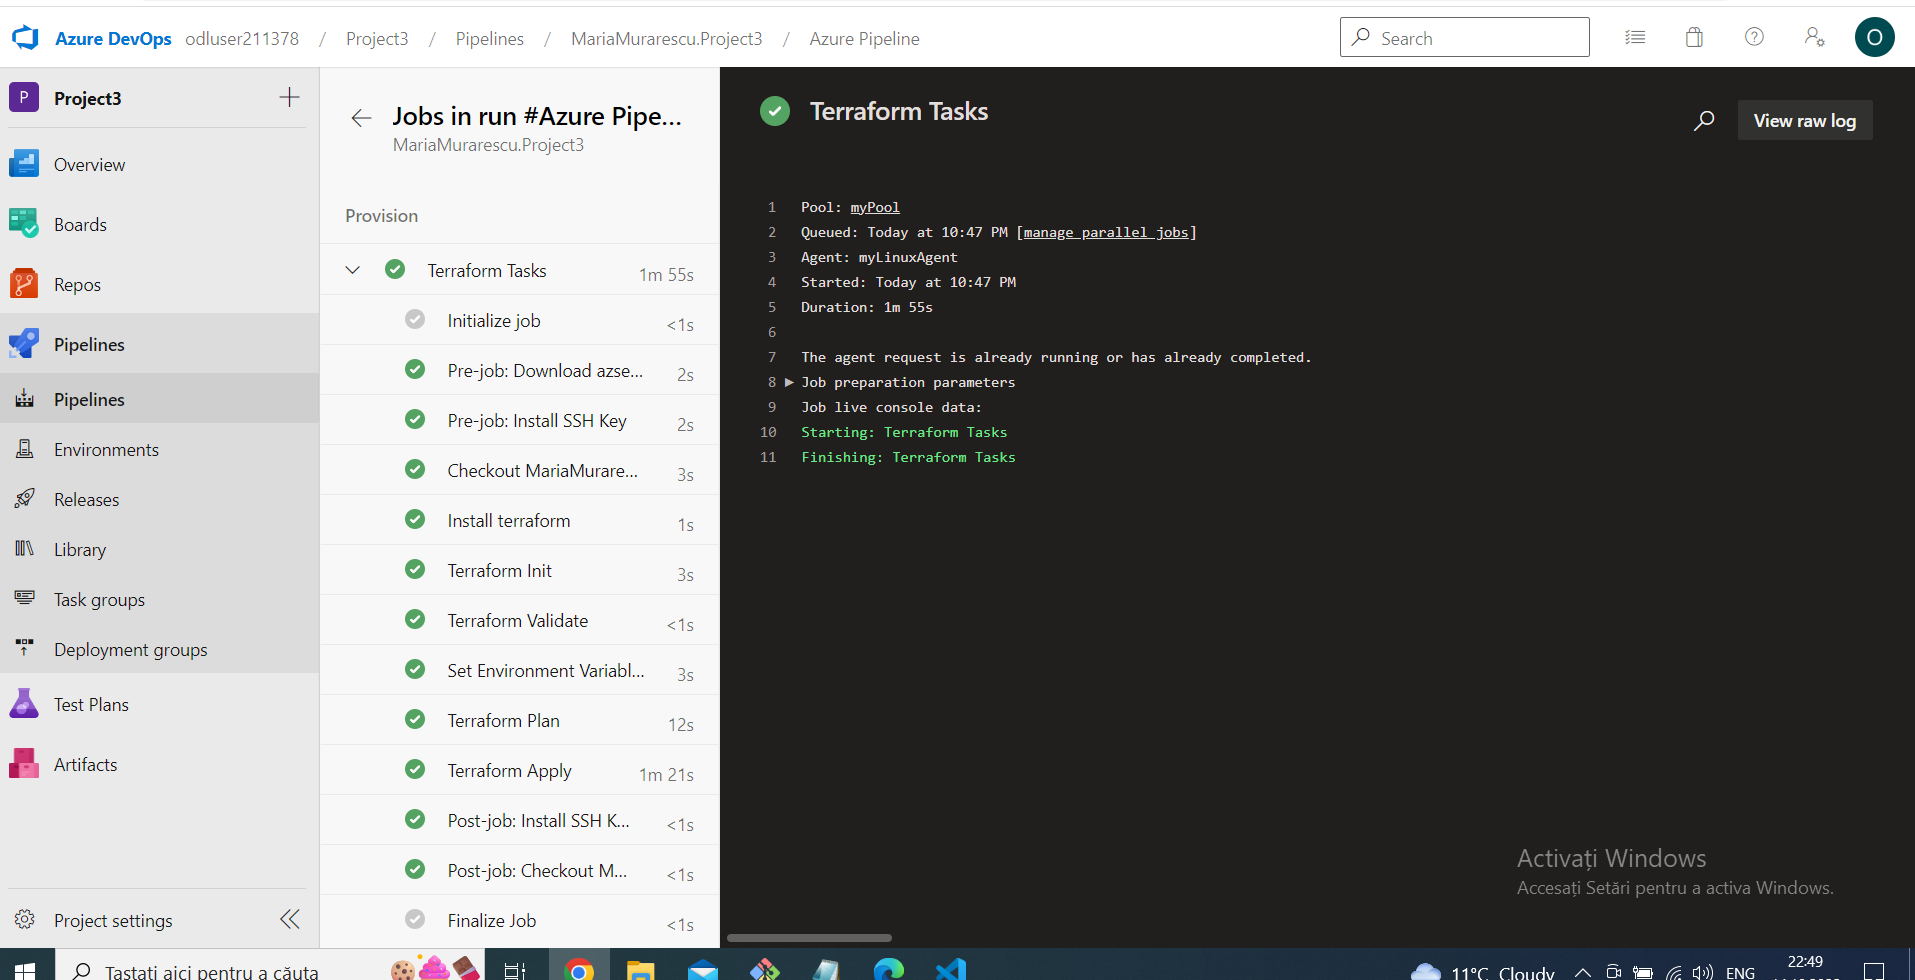 Azure DevOps odluser211378 / Project3 / Pipelines / MariaMurarescu.Project3 / Azure Pipeline
Search
O
P Project3
Overview
Boards
Repos
Pipelines
Pipelines
Environments
Releases
Library
Task groups
Deployment groups
Test Plans
Artifacts
Project settings
Jobs in run #Azure Pipe...
MariaMurarescu.Project3
Provision
Terraform Tasks 1m 55s
Initialize job <1s
Pre-job: Download azse... 2s
Pre-job: Install SSH Key 2s
Checkout MariaMurare... 3s
Install terraform 1s
Terraform Init 3s
Terraform Validate <1s
Set Environment Variabl... 3s
Terraform Plan 12s
Terraform Apply 1m 21s
Post-job: Install SSH K... <1s
Post-job: Checkout M... <1s
Finalize Job <1s
Terraform Tasks
View raw log
1 Pool: myPool
2 Queued: Today at 10:47 PM [manage parallel jobs]
3 Agent: myLinuxAgent
4 Started: Today at 10:47 PM
5 Duration: 1m 55s
6
7 The agent request is already running or has already completed.
8 Job preparation parameters
9 Job live console data:
10 Starting: Terraform Tasks
11 Finishing: Terraform Tasks
Activați Windows
Accesați Setări pentru a activa Windows.
Tastați aici pentru a căuta
11°C Cloudy
ENG
22:49